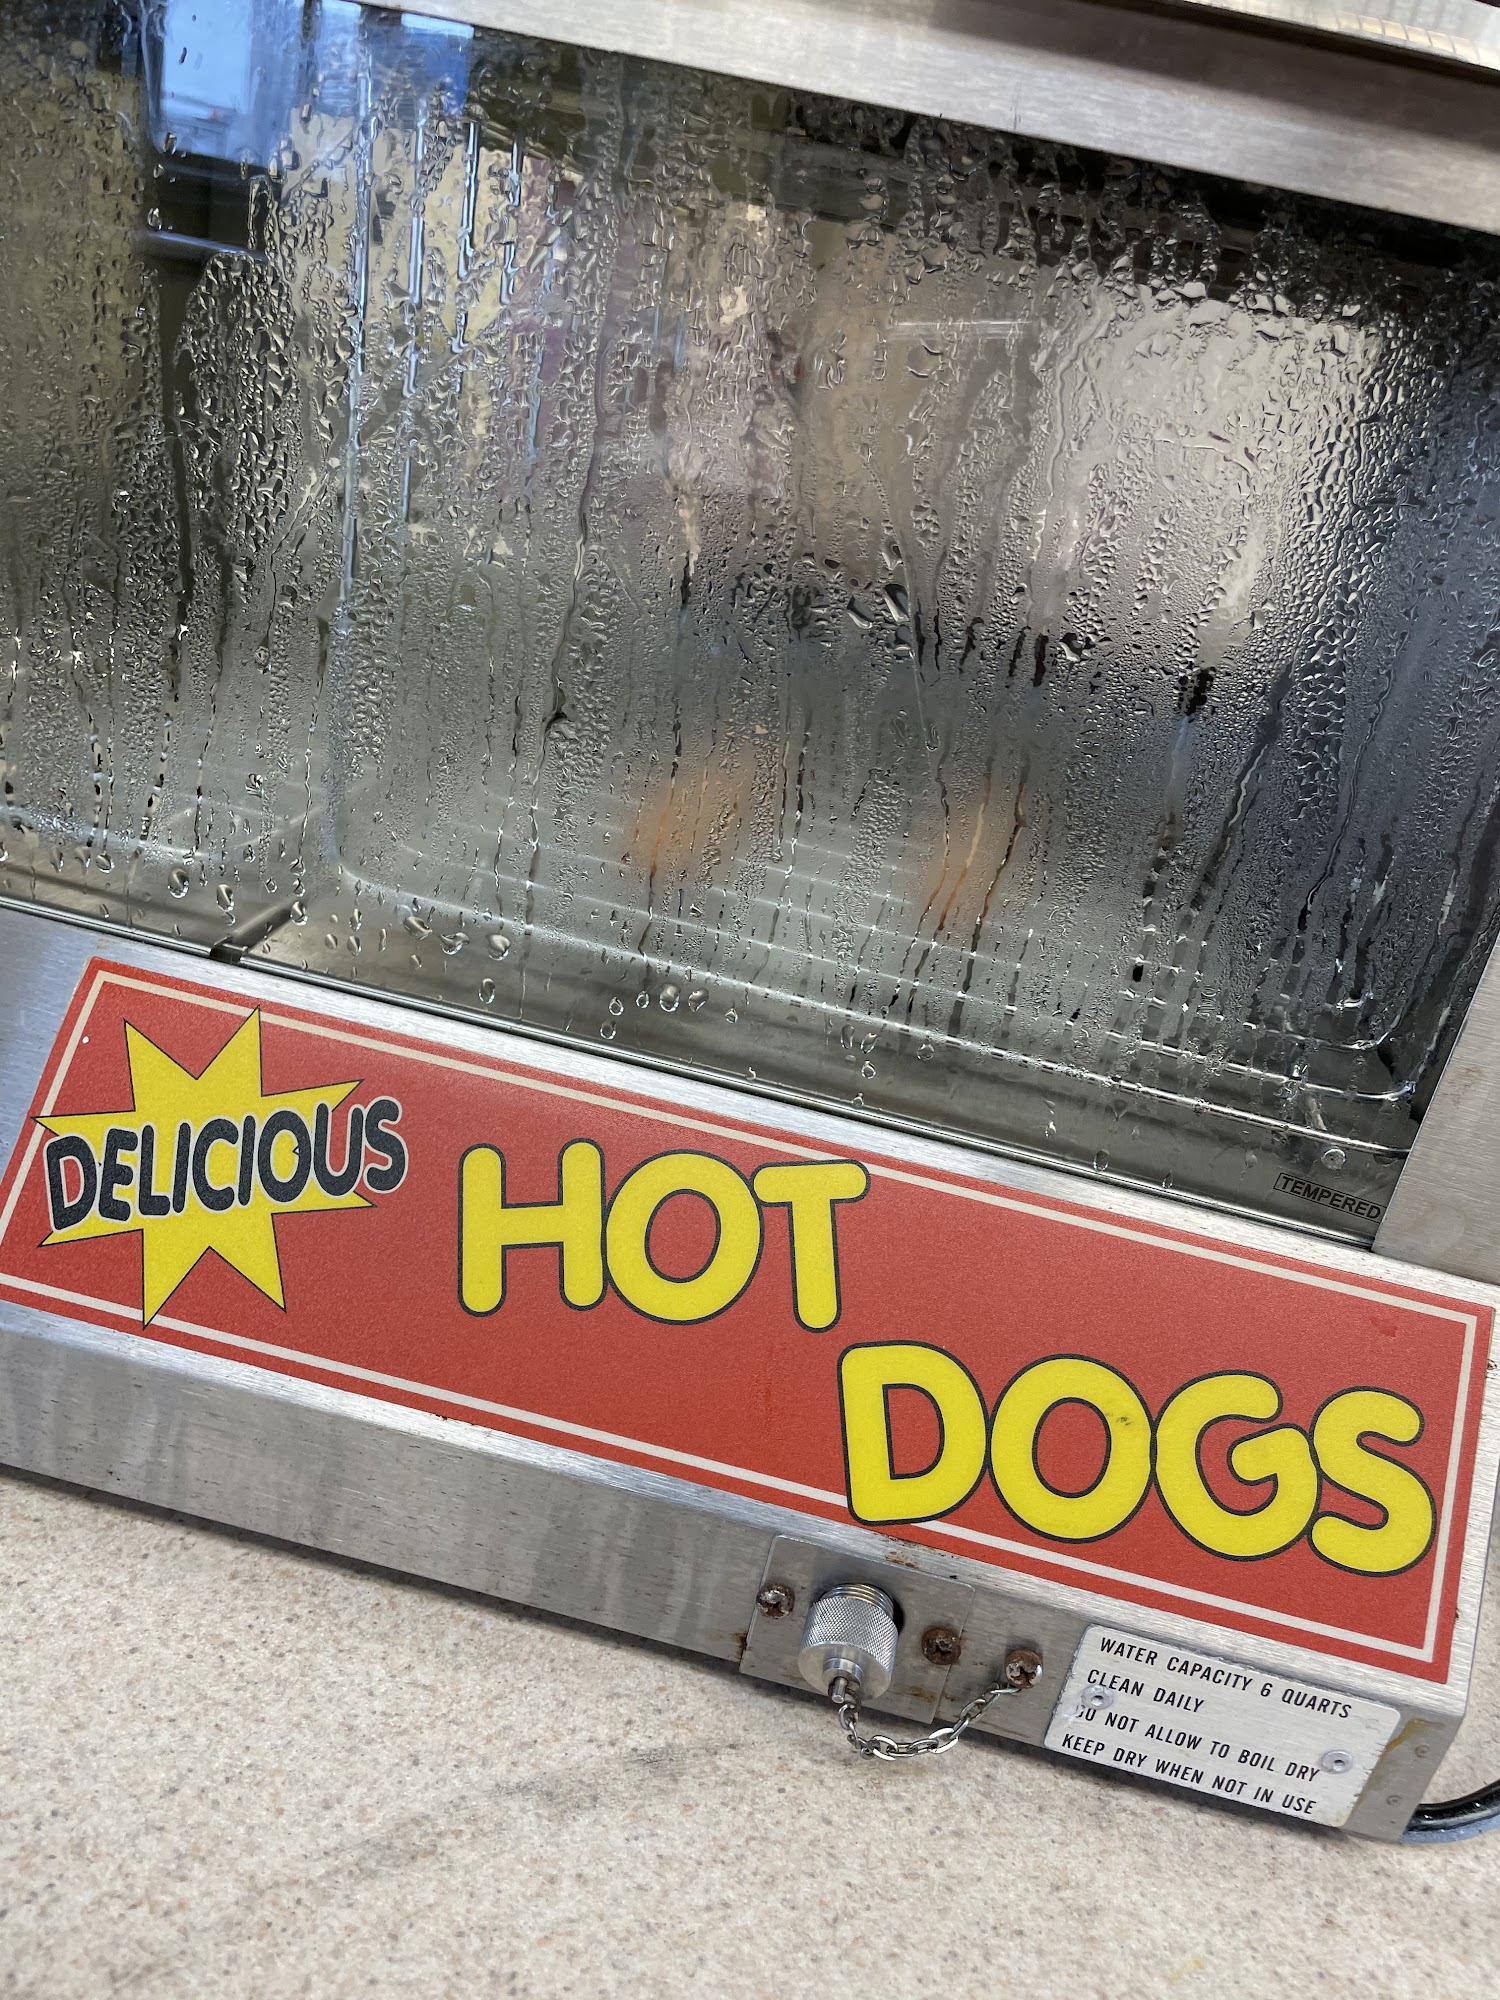 TEMPERED
DELICIOUS
HOT
DOGS
WATER CAPACITY 6 QUARTS
CLEAN DAILY
DO NOT ALLOW TO BOIL DRY
KEEP DRY WHEN NOT IN USE